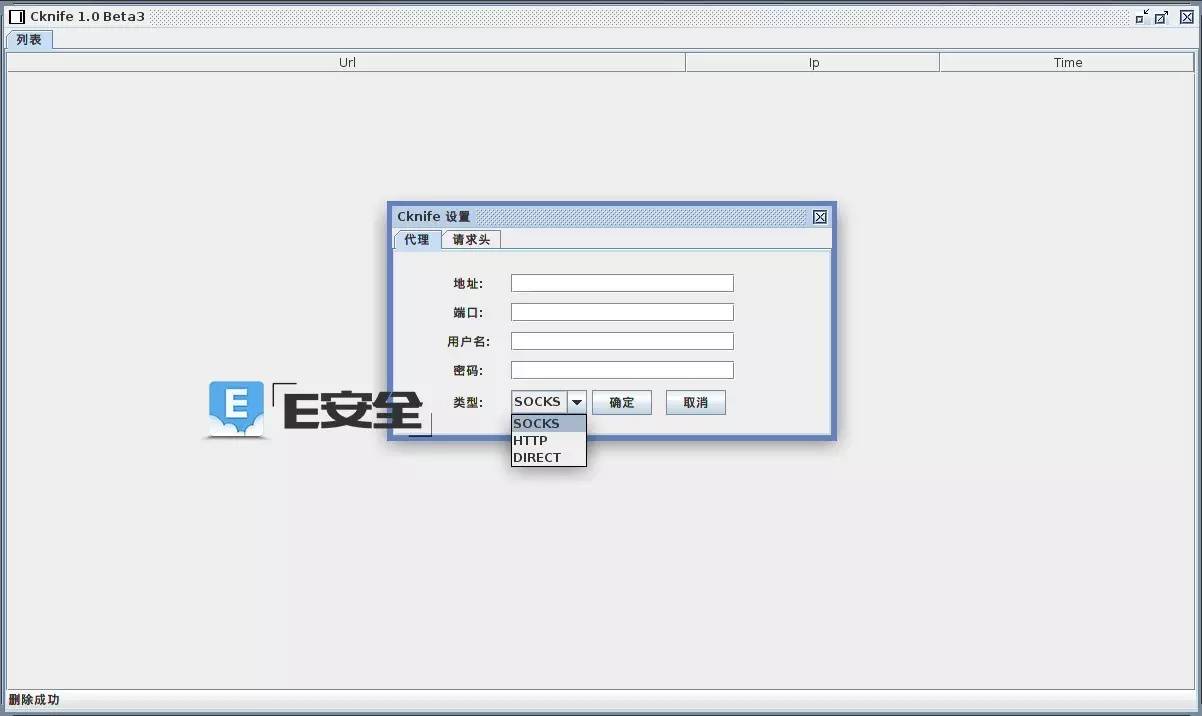 Cknife 1.0 Beta3
列表
Url Ip Time
Cknife 设置
代理 请求头
地址:
端口:
用户名:
密码:
类型: SOCKS 确定 取消
SOCKS
HTTP
DIRECT
E E安全
删除成功